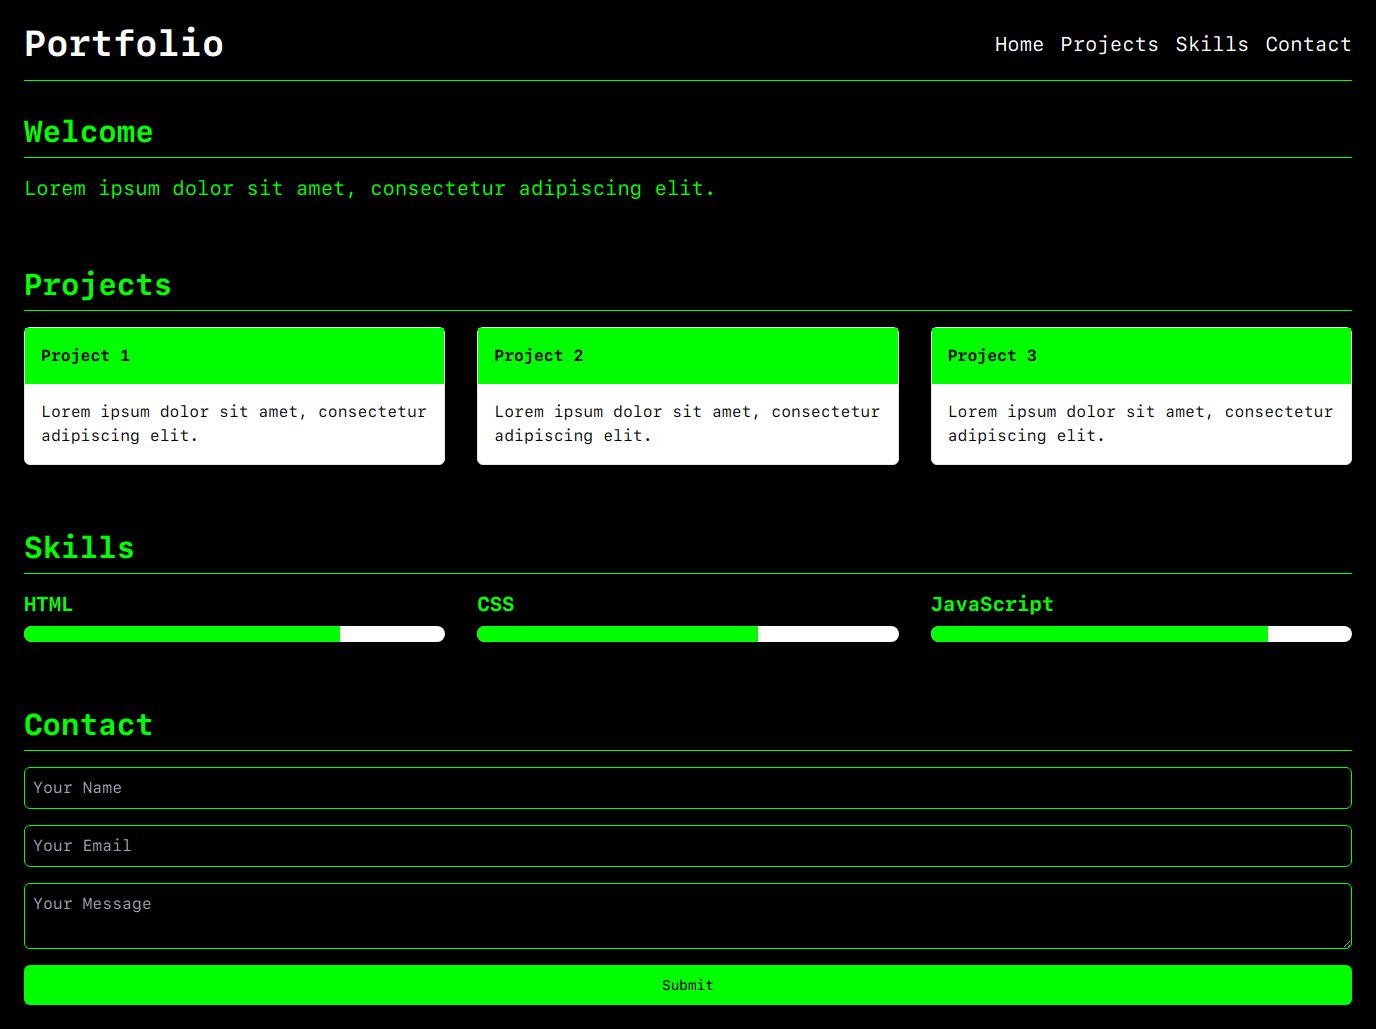 Portfolio
Home Projects Skills Contact
Welcome
Lorem ipsum dolor sit amet, consectetur adipiscing elit.
Projects
Project 1
Lorem ipsum dolor sit amet, consectetur
adipiscing elit.
Project 2
Lorem ipsum dolor sit amet, consectetur
adipiscing elit.
Project 3
Lorem ipsum dolor sit amet, consectetur
adipiscing elit.
Skills
HTML
CSS
JavaScript
Contact
Your Name
Your Email
Your Message
Submit